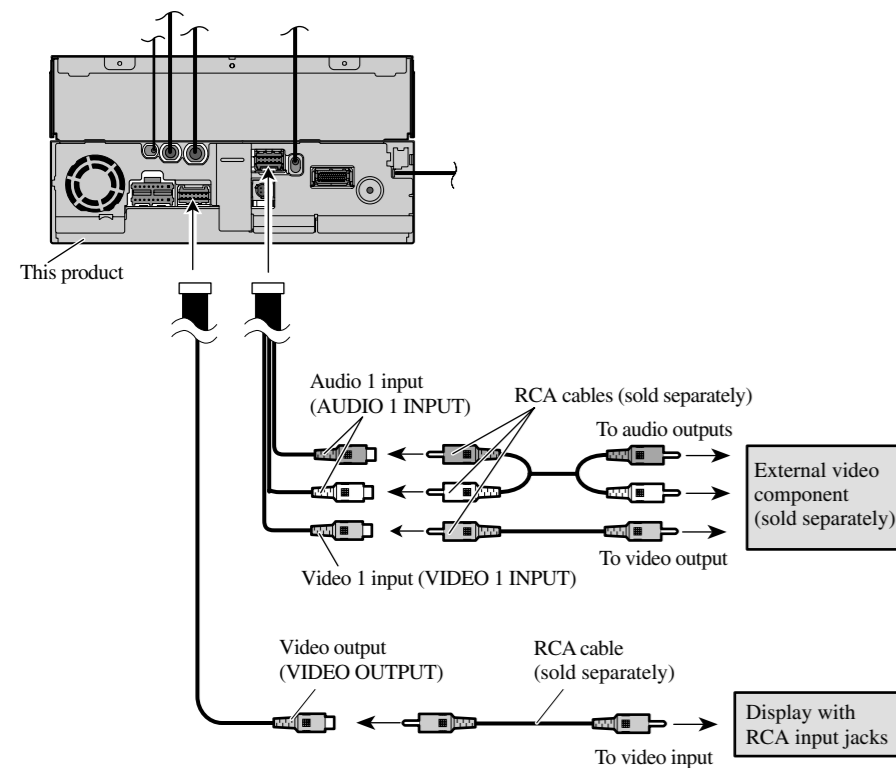 This product
Audio 1 input
(AUDIO 1 INPUT)
RCA cables (sold separately)
To audio outputs
External video
component
(sold separately)
To video output
Video 1 input (VIDEO 1 INPUT)
Video output
(VIDEO OUTPUT)
RCA cable
(sold separately)
Display with
RCA input jacks
To video input